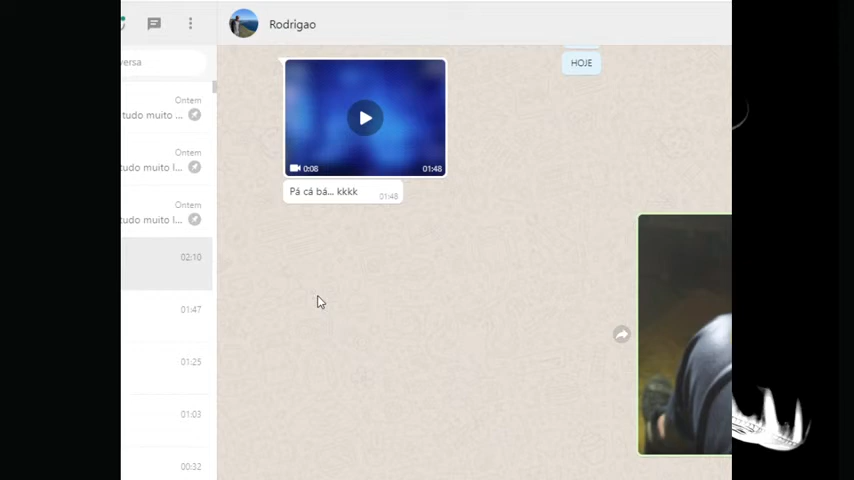 Rodrigao
versa
HOJE
Ontem
tudo muito ...
Ontem
tudo muito l...
Ontem
tudo muito l...
02:10
01:47
01:25
01:03
00:32
0:08
01:48
Pá cá bá... kkkk
01:48